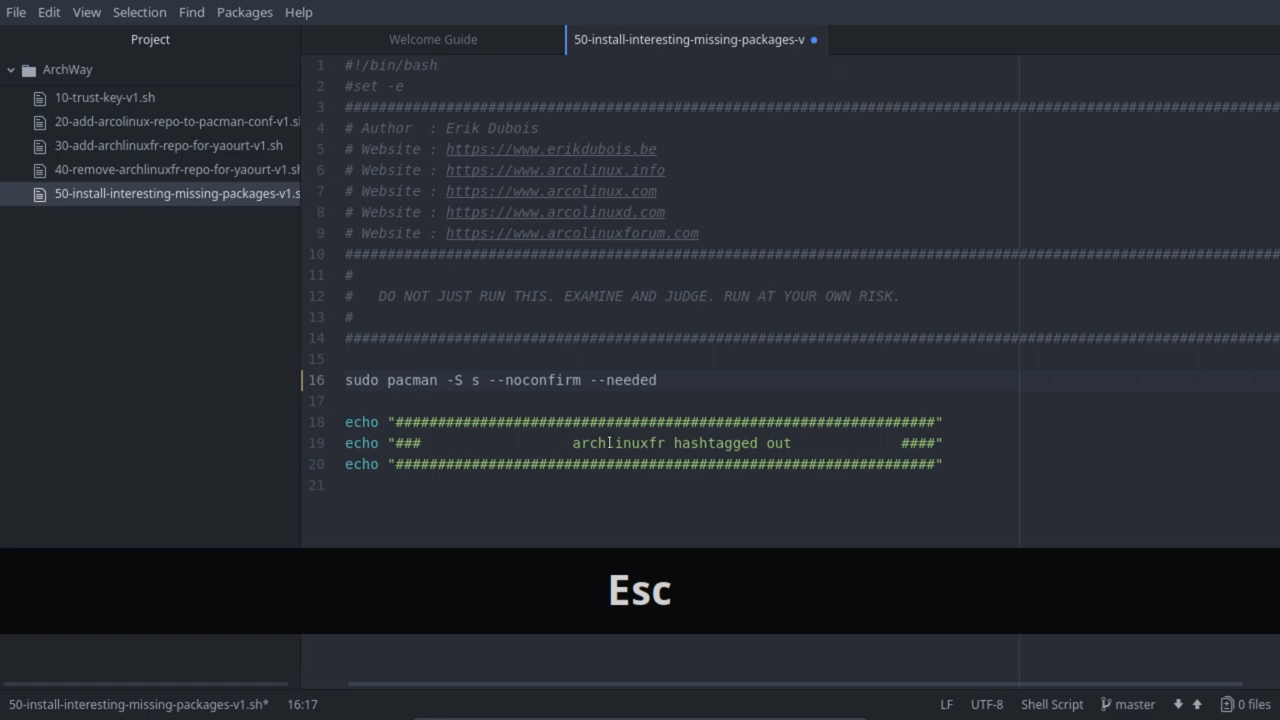 File Edit View Selection Find Packages Help
Project
Welcome Guide
50-install-interesting-missing-packages-v
ArchWay
10-trust-key-v1.sh
20-add-arcolinux-repo-to-pacman-conf-v1.sh
30-add-archlinuxfr-repo-for-yaourt-v1.sh
40-remove-archlinuxfr-repo-for-yaourt-v1.sh
50-install-interesting-missing-packages-v1.s
1 #!/bin/bash
2 #set -e
3 ###############################################################################################################
4 # Author : Erik Dubois
5 # Website : https://www.erikdubois.be
6 # Website : https://www.arcolinux.info
7 # Website : https://www.arcolinux.com
8 # Website : https://www.arcolinuxd.com
9 # Website : https://www.arcolinuxforum.com
10 ###############################################################################################################
11 #
12 # DO NOT JUST RUN THIS. EXAMINE AND JUDGE. RUN AT YOUR OWN RISK.
13 #
14 ###############################################################################################################
15
16 sudo pacman -S s --noconfirm --needed
17
18 echo "################################################################"
19 echo "### archlinuxfr hashtagged out ####"
20 echo "################################################################"
21
Esc
50-install-interesting-missing-packages-v1.sh* 16:17 LF UTF-8 Shell Script master 0 files